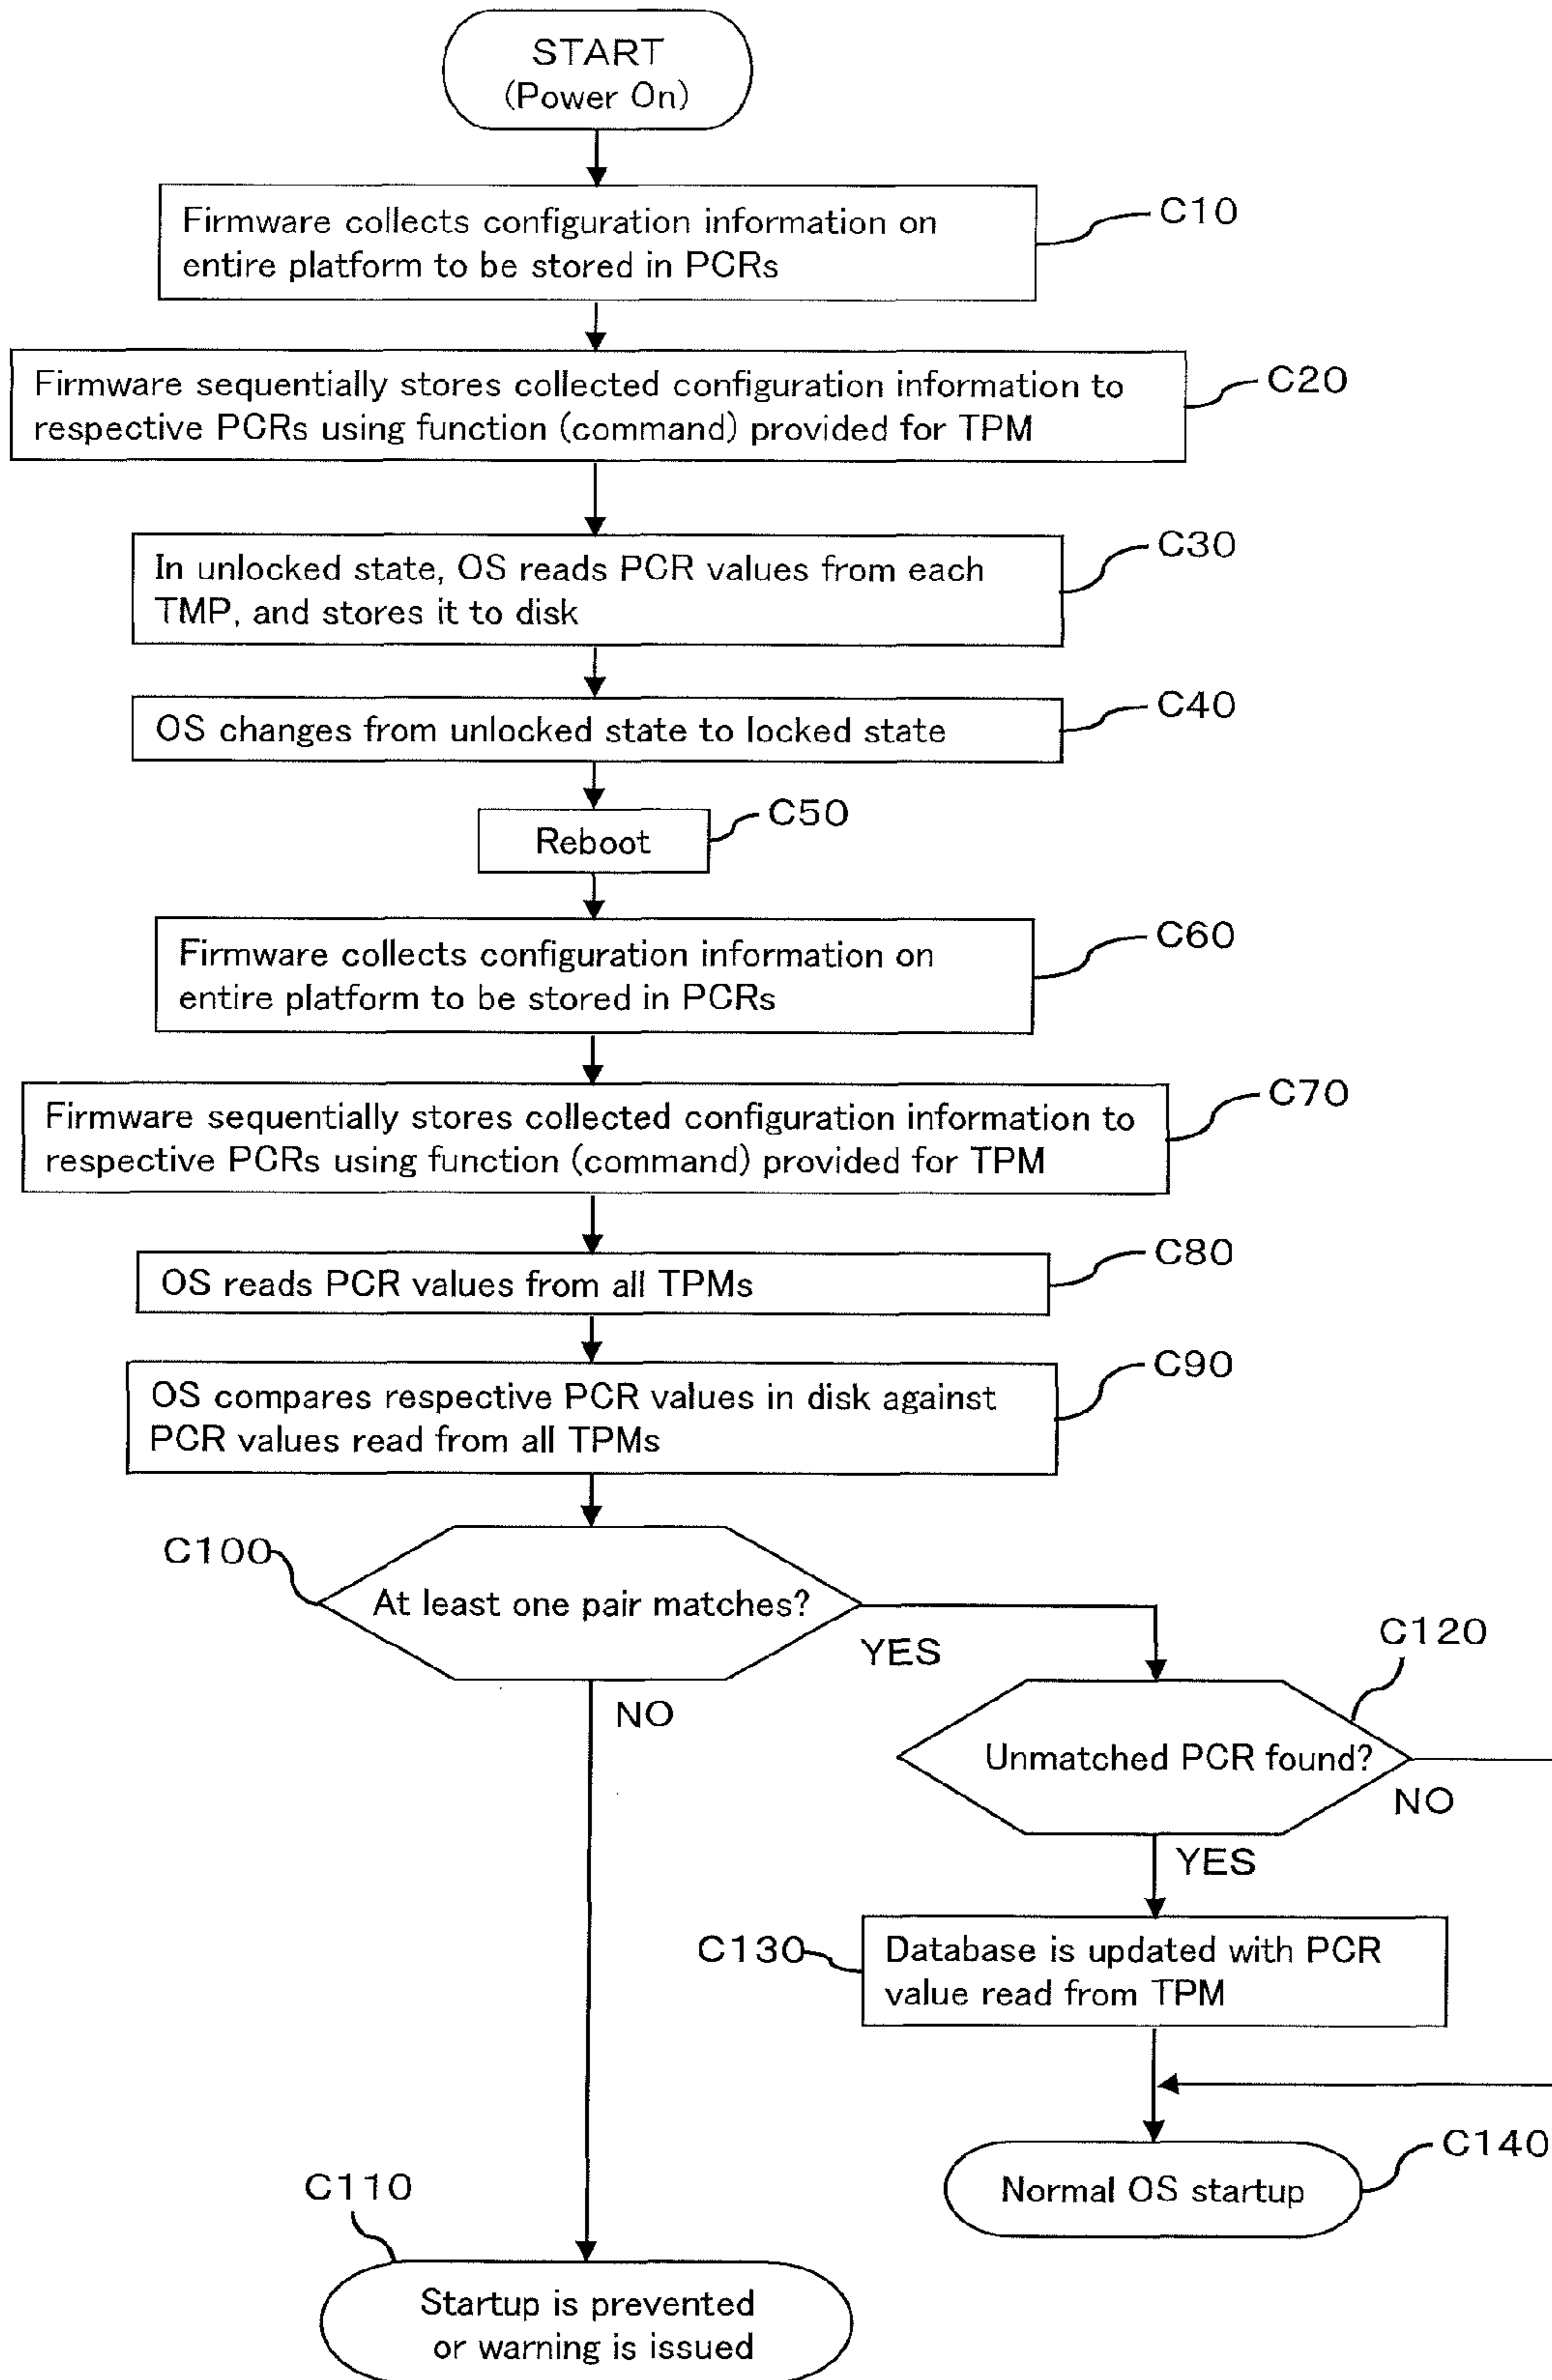 START
(Power On)
Firmware collects configuration information on
entire platform to be stored in PCRs
C10
Firmware sequentially stores collected configuration information to
respective PCRs using function (command) provided for TPM
C20
In unlocked state, OS reads PCR values from each
TMP, and stores it to disk
C30
OS changes from unlocked state to locked state
C40
Reboot
C50
Firmware collects configuration information on
entire platform to be stored in PCRs
C60
Firmware sequentially stores collected configuration information to
respective PCRs using function (command) provided for TPM
C70
OS reads PCR values from all TPMs
C80
OS compares respective PCR values in disk against
PCR values read from all TPMs
C90
C100
At least one pair matches?
YES
NO
C120
Unmatched PCR found?
NO
YES
C130
Database is updated with PCR
value read from TPM
C140
Normal OS startup
C110
Startup is prevented
or warning is issued